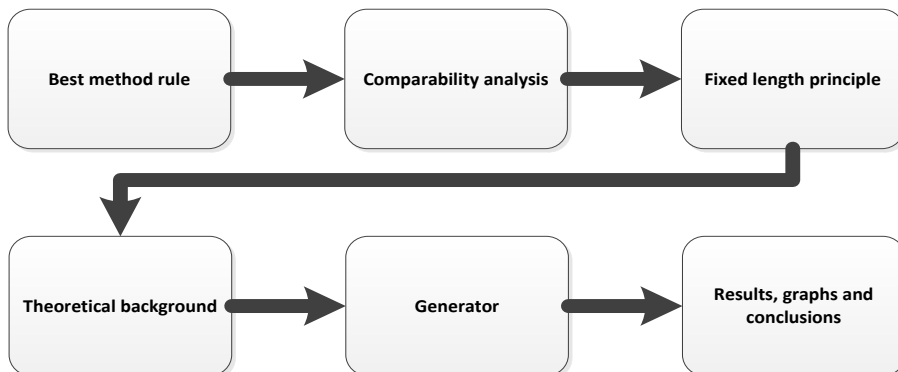 Best method rule
Comparability analysis
Fixed length principle
Theoretical background
Generator
Results, graphs and
conclusions